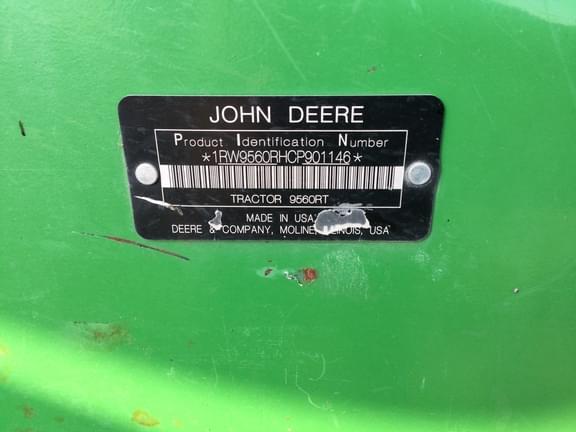 JOHN DEERE
Product Identification Number
*1RW9560RHCP901146*
TRACTOR 9560RT
MADE IN USA
DEERE & COMPANY, MOLINE, ILLINOIS, USA